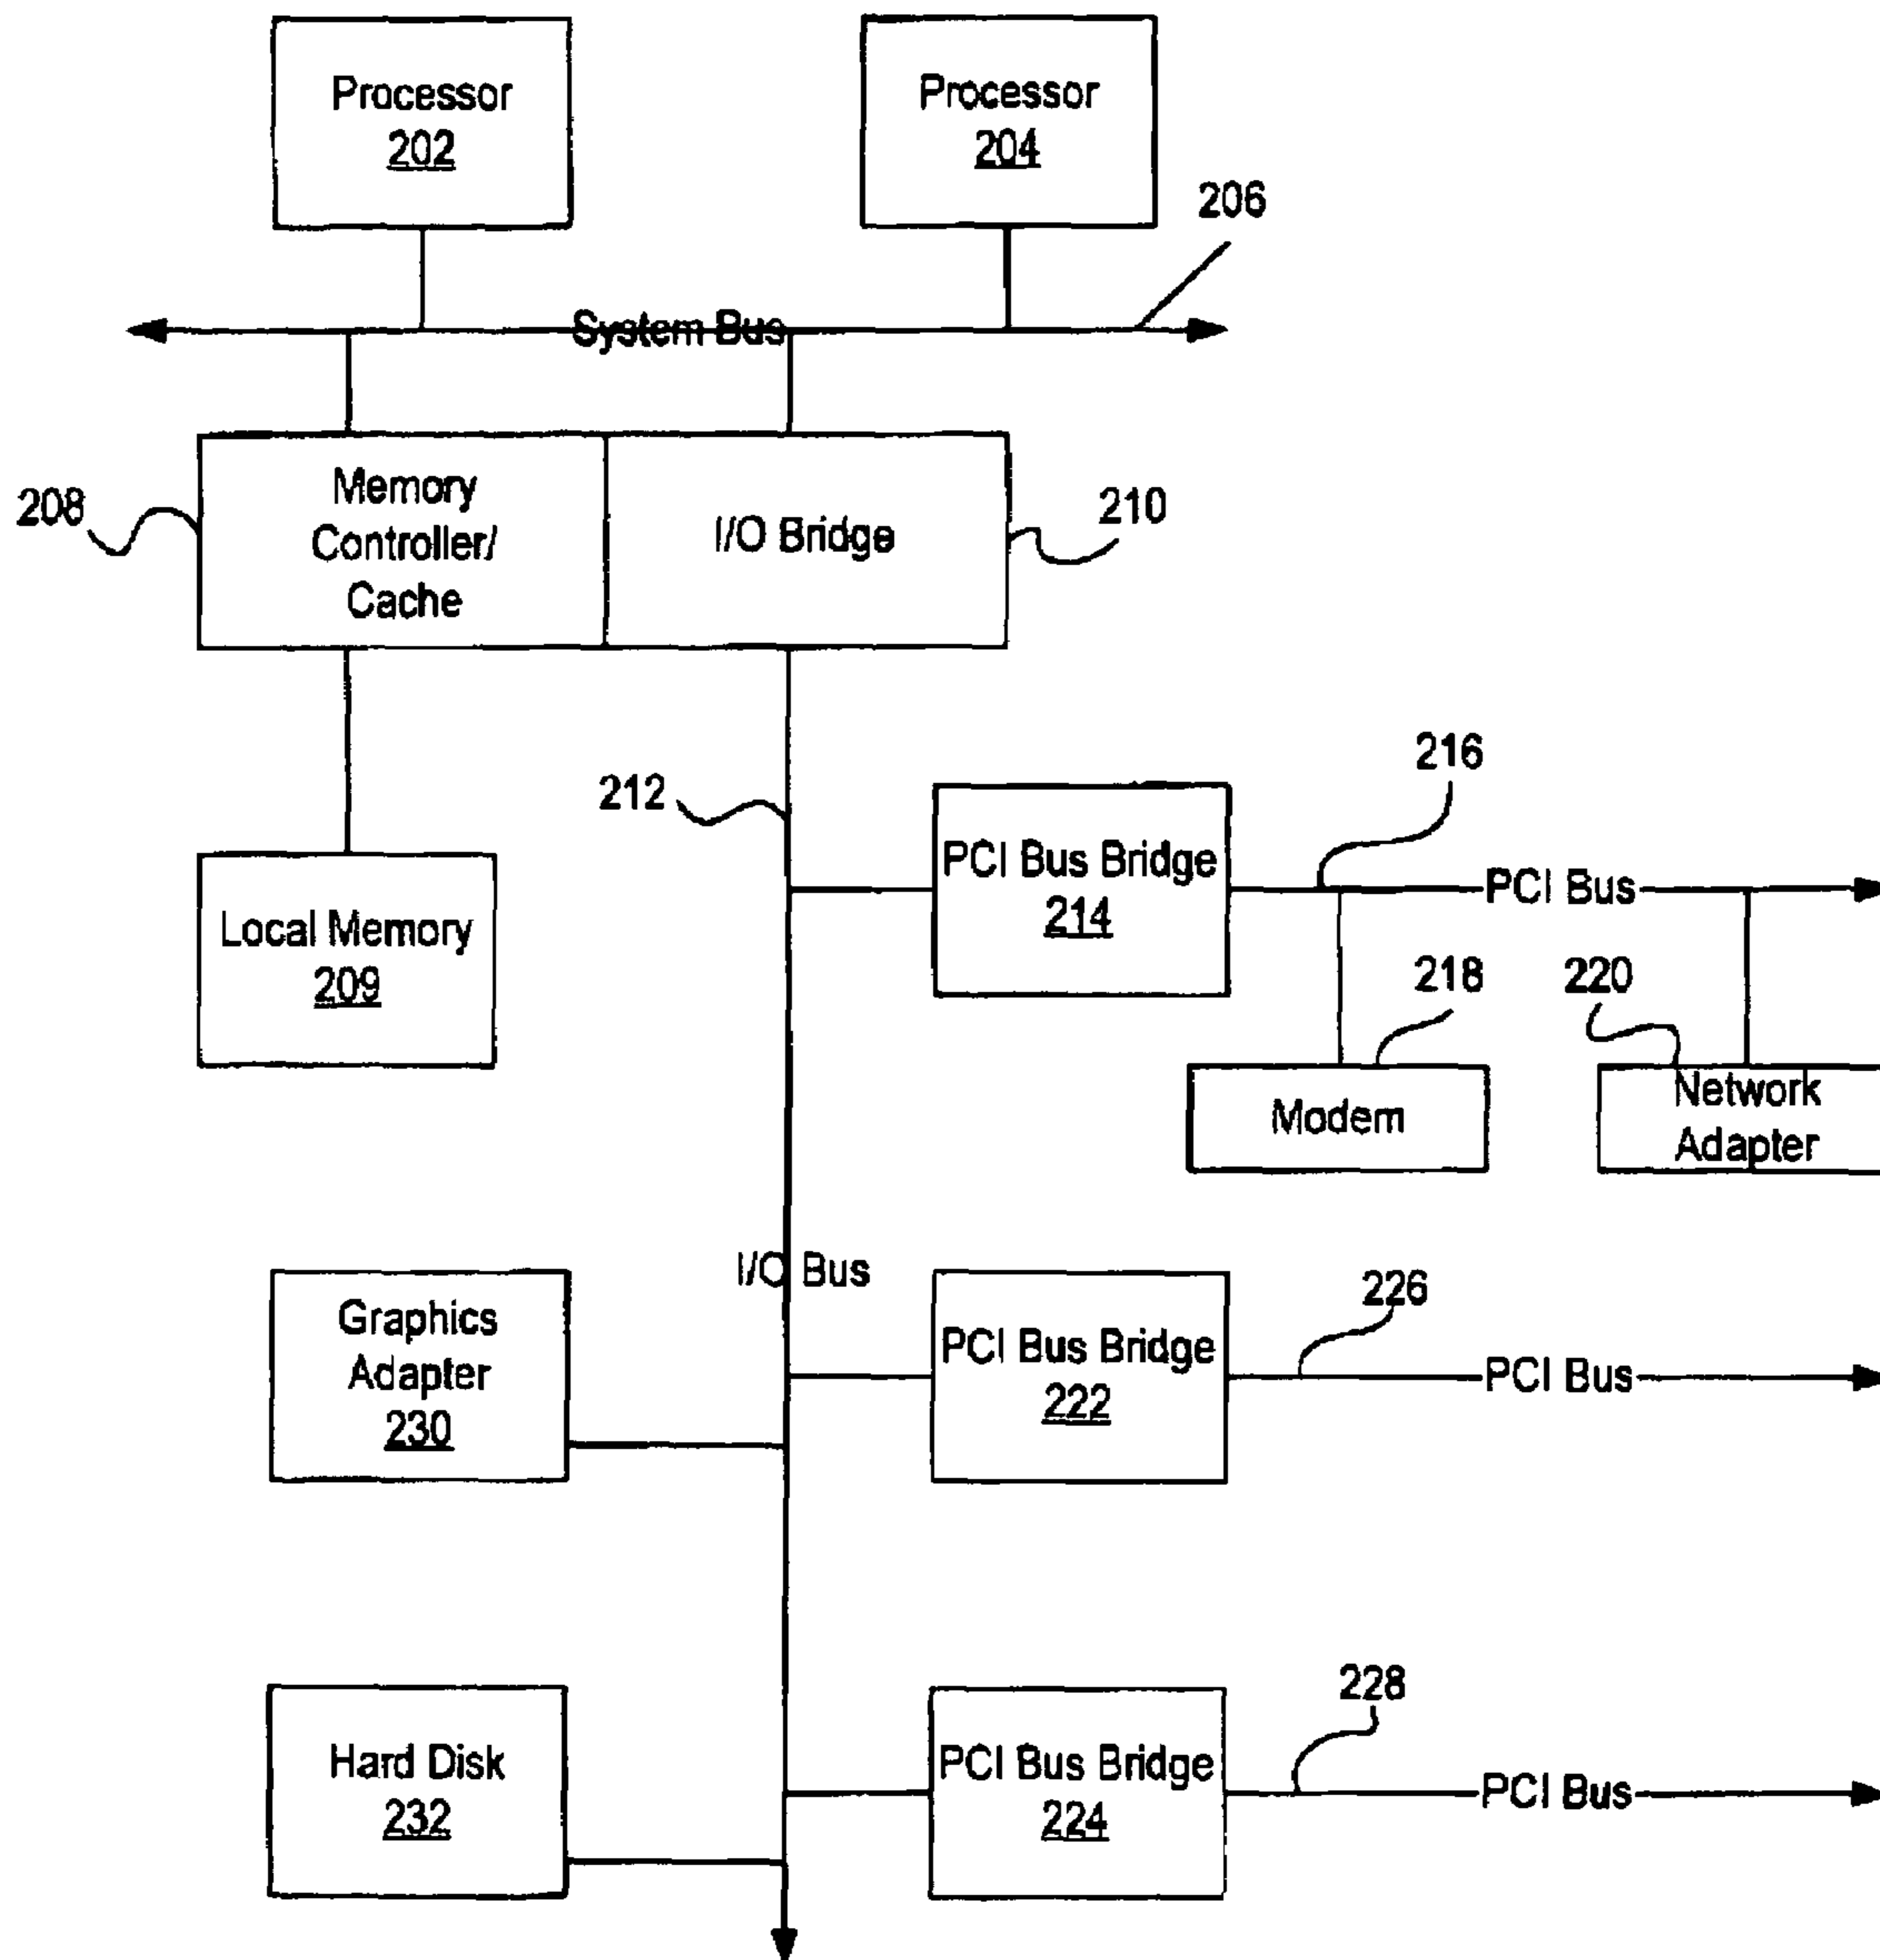 Processor
202
Processor
204
206
System Bus
208
Memory
Controller/
Cache
I/O Bridge
210
212
216
PCI Bus Bridge
214
PCI Bus
Local Memory
209
218
220
Modem
Network
Adapter
I/O Bus
Graphics
Adapter
230
PCI Bus Bridge
222
226
PCI Bus
Hard Disk
232
PCI Bus Bridge
224
228
PCI Bus